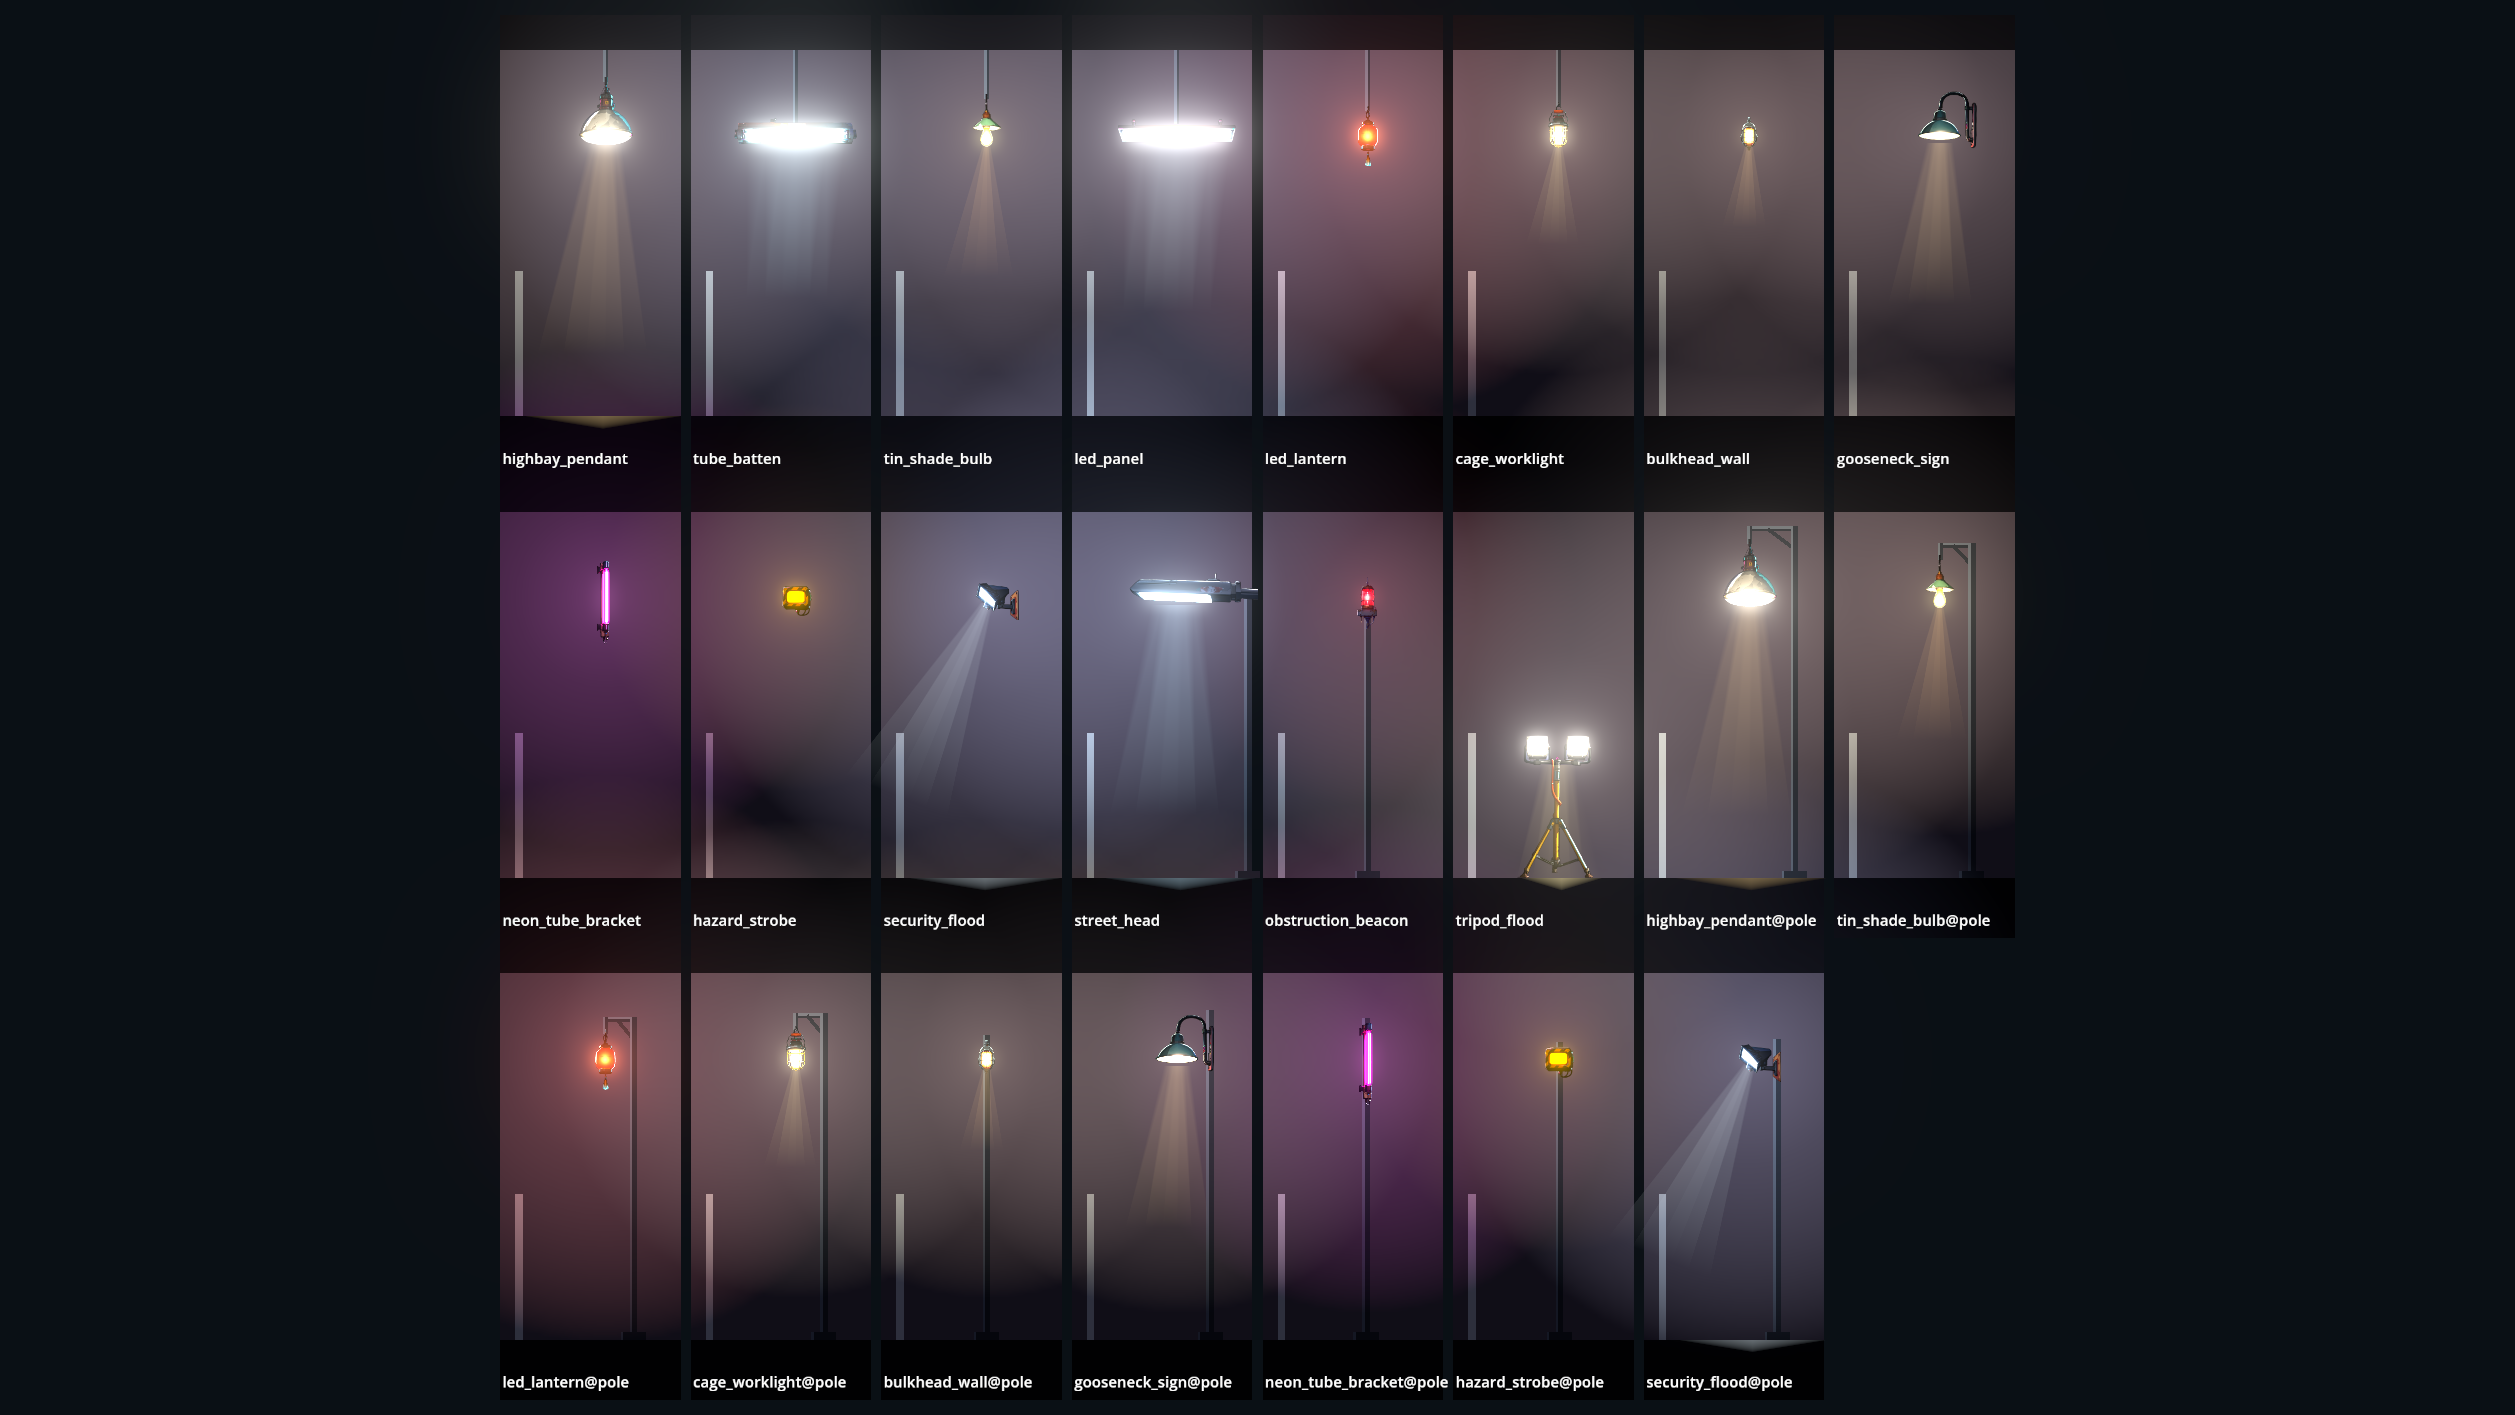 highbay_pendant
tube_batten
tin_shade_bulb
led_panel
led_lantern
cage_worklight
bulkhead_wall
gooseneck_sign
neon_tube_bracket
hazard_strobe
security_flood
street_head
obstruction_beacon
tripod_flood
highbay_pendant@pole
tin_shade_bulb@pole
led_lantern@pole
cage_worklight@pole
bulkhead_wall@pole
gooseneck_sign@pole
neon_tube_bracket@pole
hazard_strobe@pole
security_flood@pole